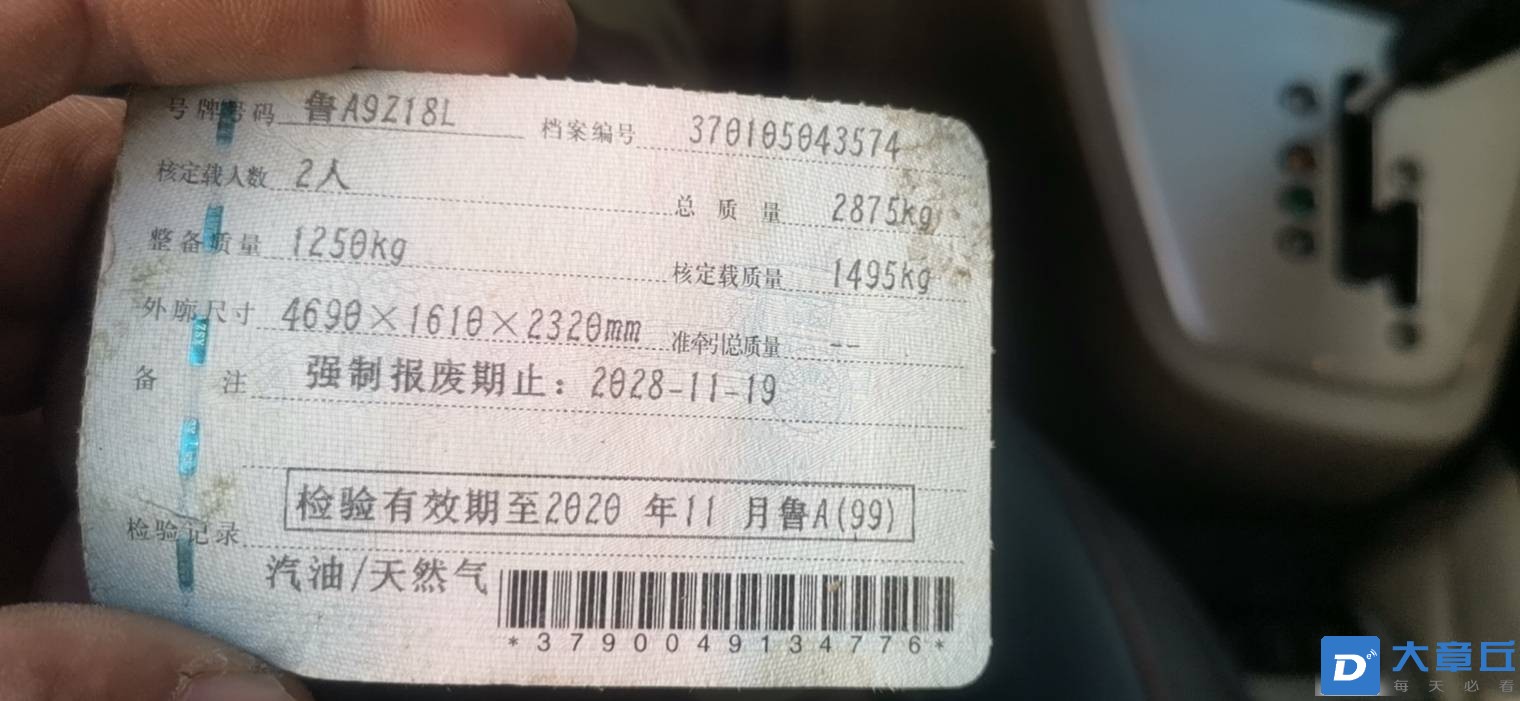 号牌号码 鲁A9Z18L 档案编号 370105043574
核定载人数 2人 总质量 2875kg
整备质量 1250kg 核定载质量 1495kg
外廓尺寸 4690×1610×2320mm 准牵引总质量 --
备注 强制报废期止：2028-11-19
检验记录 检验有效期至2020 年11 月鲁A(99)
汽油/天然气
*3790049134776*
大章丘
每天必看